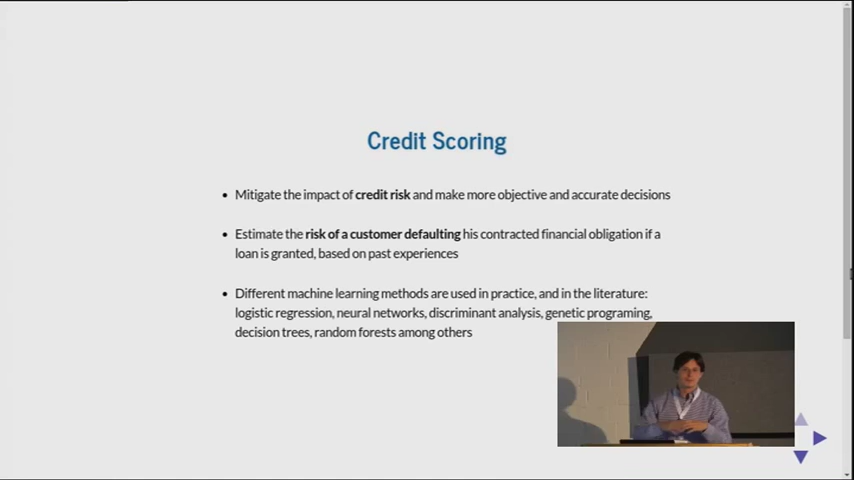 Credit Scoring
• Mitigate the impact of credit risk and make more objective and accurate decisions
• Estimate the risk of a customer defaulting his contracted financial obligation if a
loan is granted, based on past experiences
• Different machine learning methods are used in practice, and in the literature:
logistic regression, neural networks, discriminant analysis, genetic programing,
decision trees, random forests among others